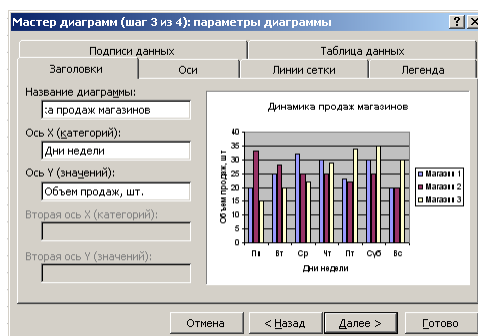 Мастер диаграмм (шаг 3 из 4): параметры диаграммы
Подписи данных
Таблица данных
Заголовки
Оси
Линии сетки
Легенда
Название диаграммы:
:а продаж магазинов
Ось X (категорий):
Дни недели
Ось Y (значений):
Объем продаж, шт.
Вторая ось X (категорий):
Вторая ось Y (значений):
Динамика продаж магазинов
Объем продаж, шт
40
35
30
25
20
15
10
5
0
Пн Вт Ср Чт Пт Суб Вс
Дни недели
Магазин 1
Магазин 2
Магазин 3
Отмена
< Назад
Далее >
Готово